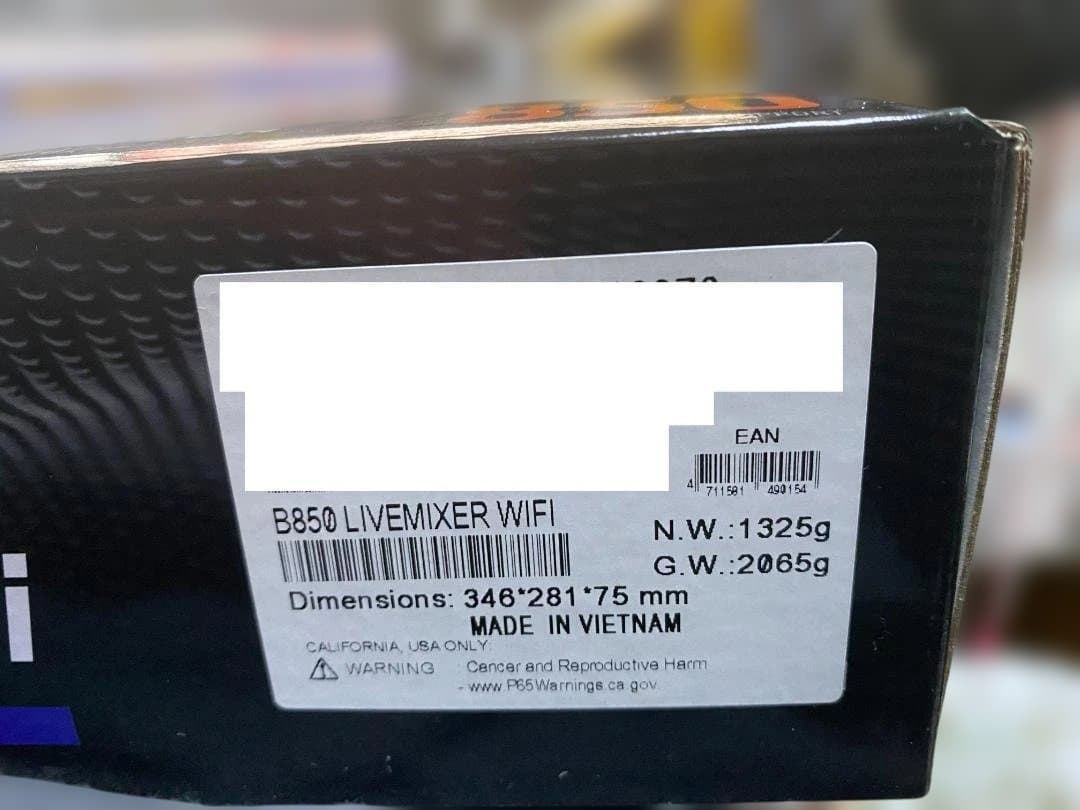 850
EAN
4 711581 490154
B850 LIVEMIXER WIFI
N.W.:1325g
G.W.:2065g
Dimensions: 346*281*75 mm
MADE IN VIETNAM
CALIFORNIA, USA ONLY:
WARNING Cancer and Reproductive Harm
- www.P65Warnings.ca.gov
i